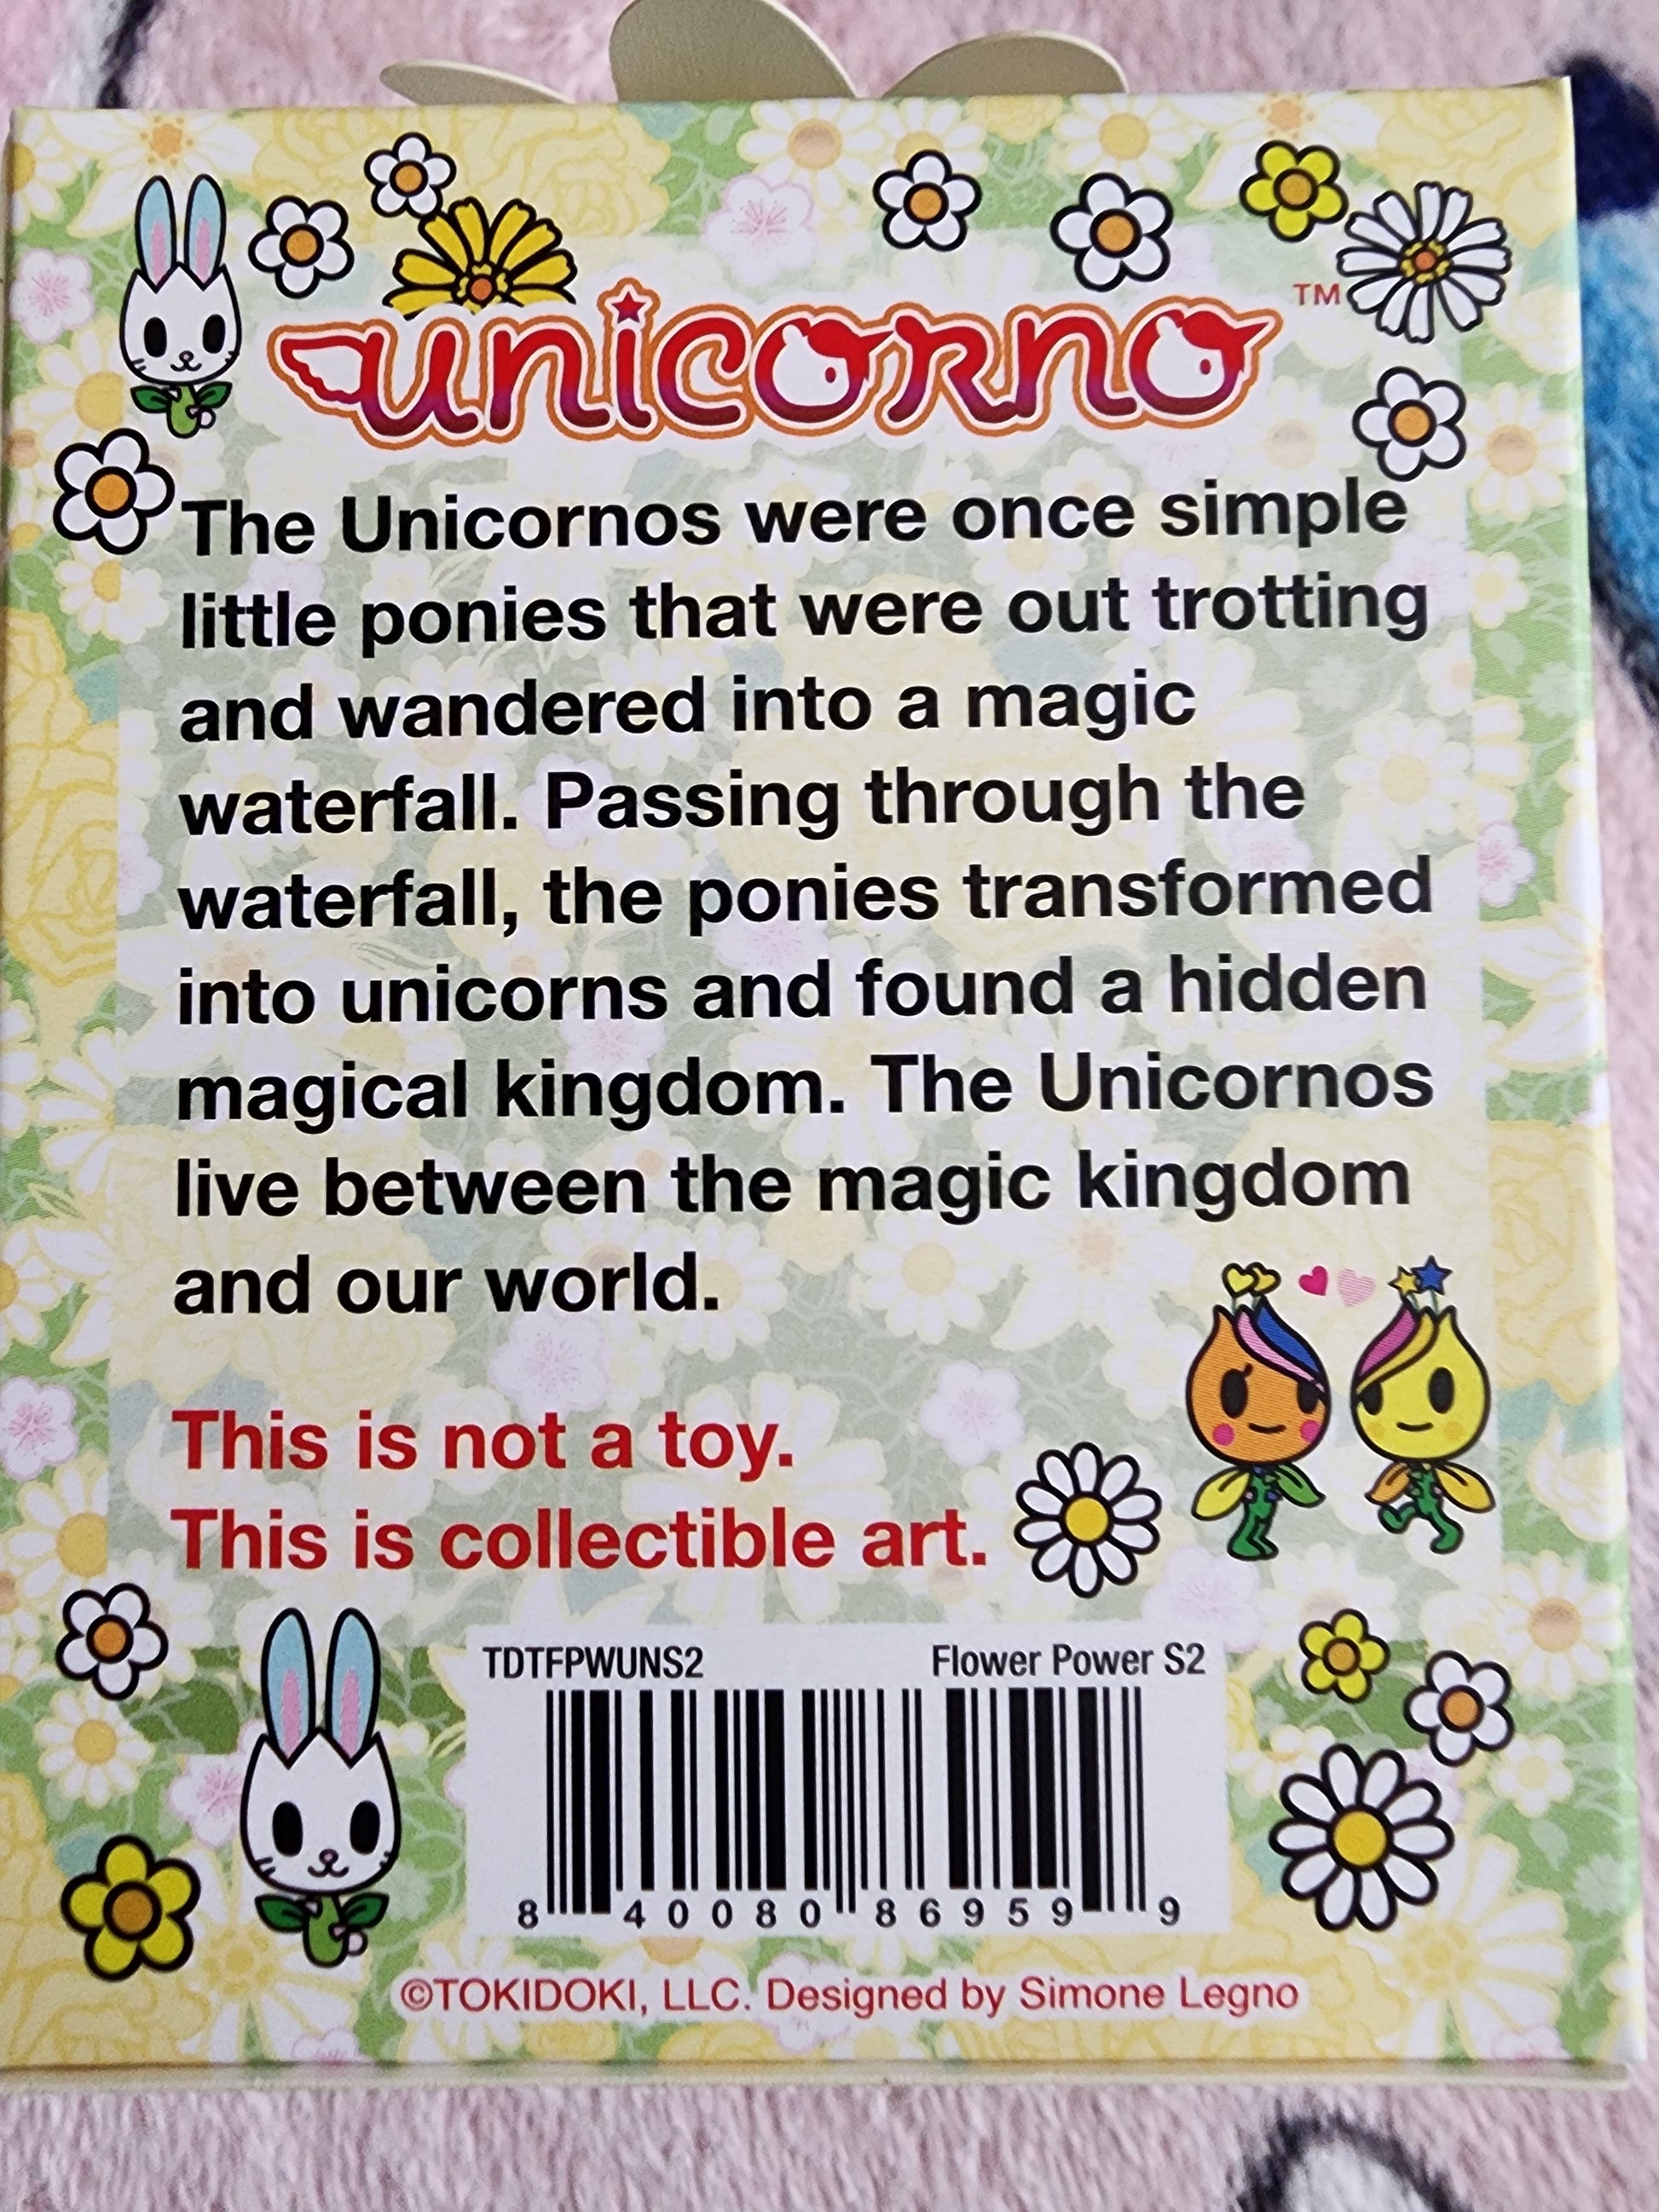 unicorno™
The Unicornos were once simple
little ponies that were out trotting
and wandered into a magic
waterfall. Passing through the
waterfall, the ponies transformed
into unicorns and found a hidden
magical kingdom. The Unicornos
live between the magic kingdom
and our world.
This is not a toy.
This is collectible art.
TDTFPWUNS2 Flower Power S2
8 40080 86959 9
©TOKIDOKI, LLC. Designed by Simone Legno